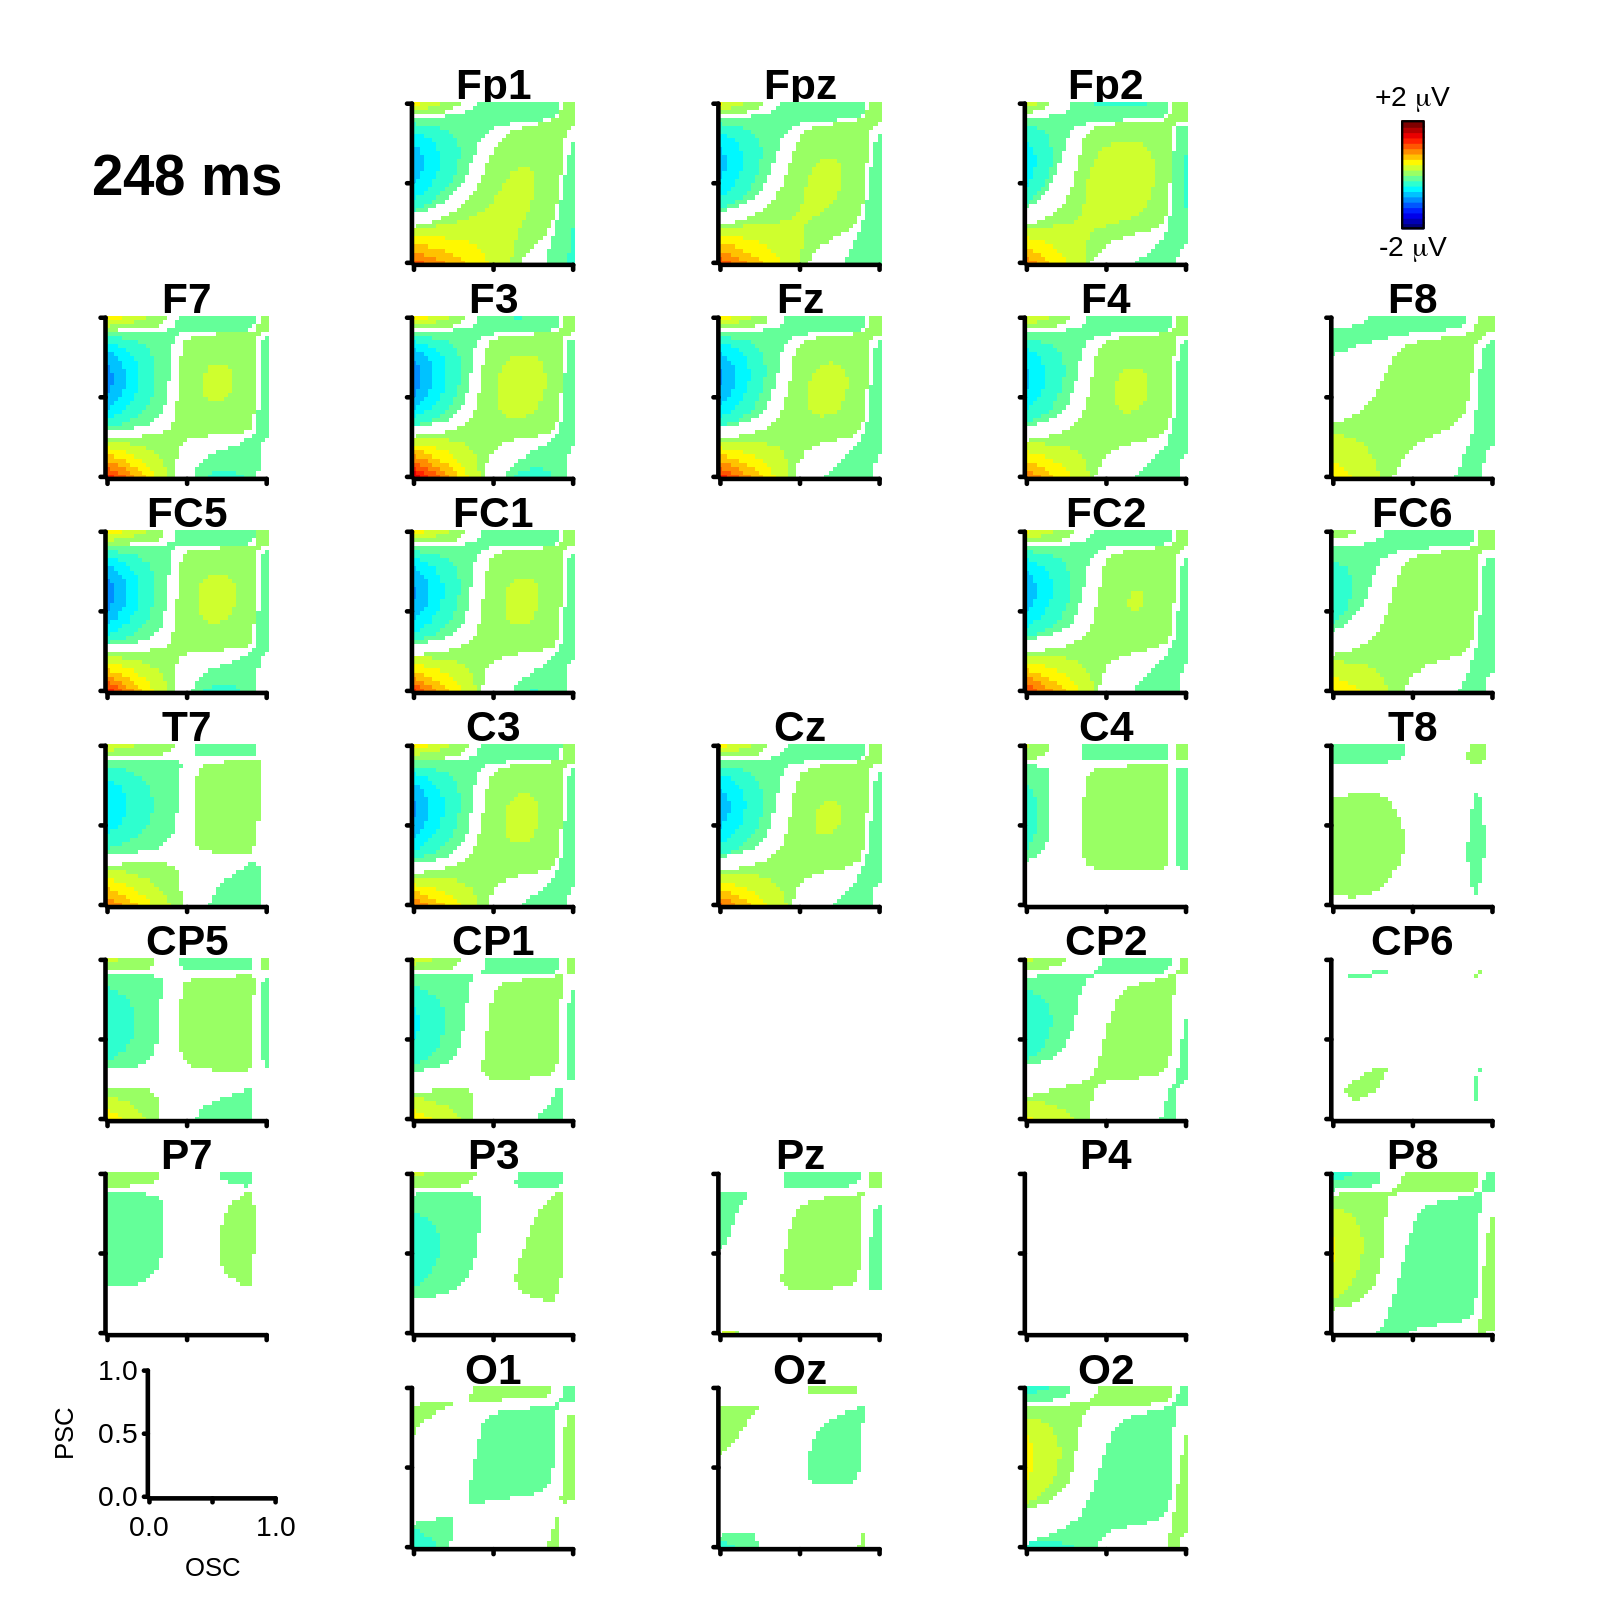 Fp1 Fpz Fp2
+2 μV
248 ms
-2 μV
F7 F3 Fz F4 F8
FC5 FC1 FC2 FC6
T7 C3 Cz C4 T8
CP5 CP1 CP2 CP6
P7 P3 Pz P4 P8
O1 Oz O2
1.0
0.5
0.0
PSC
0.0 1.0
OSC